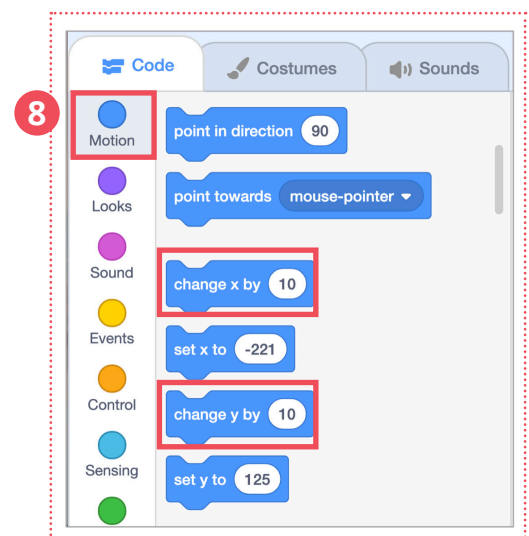 Code Costumes Sounds
8
Motion
Looks
Sound
Events
Control
Sensing
point in direction 90
point towards mouse-pointer
change x by 10
set x to -221
change y by 10
set y to 125